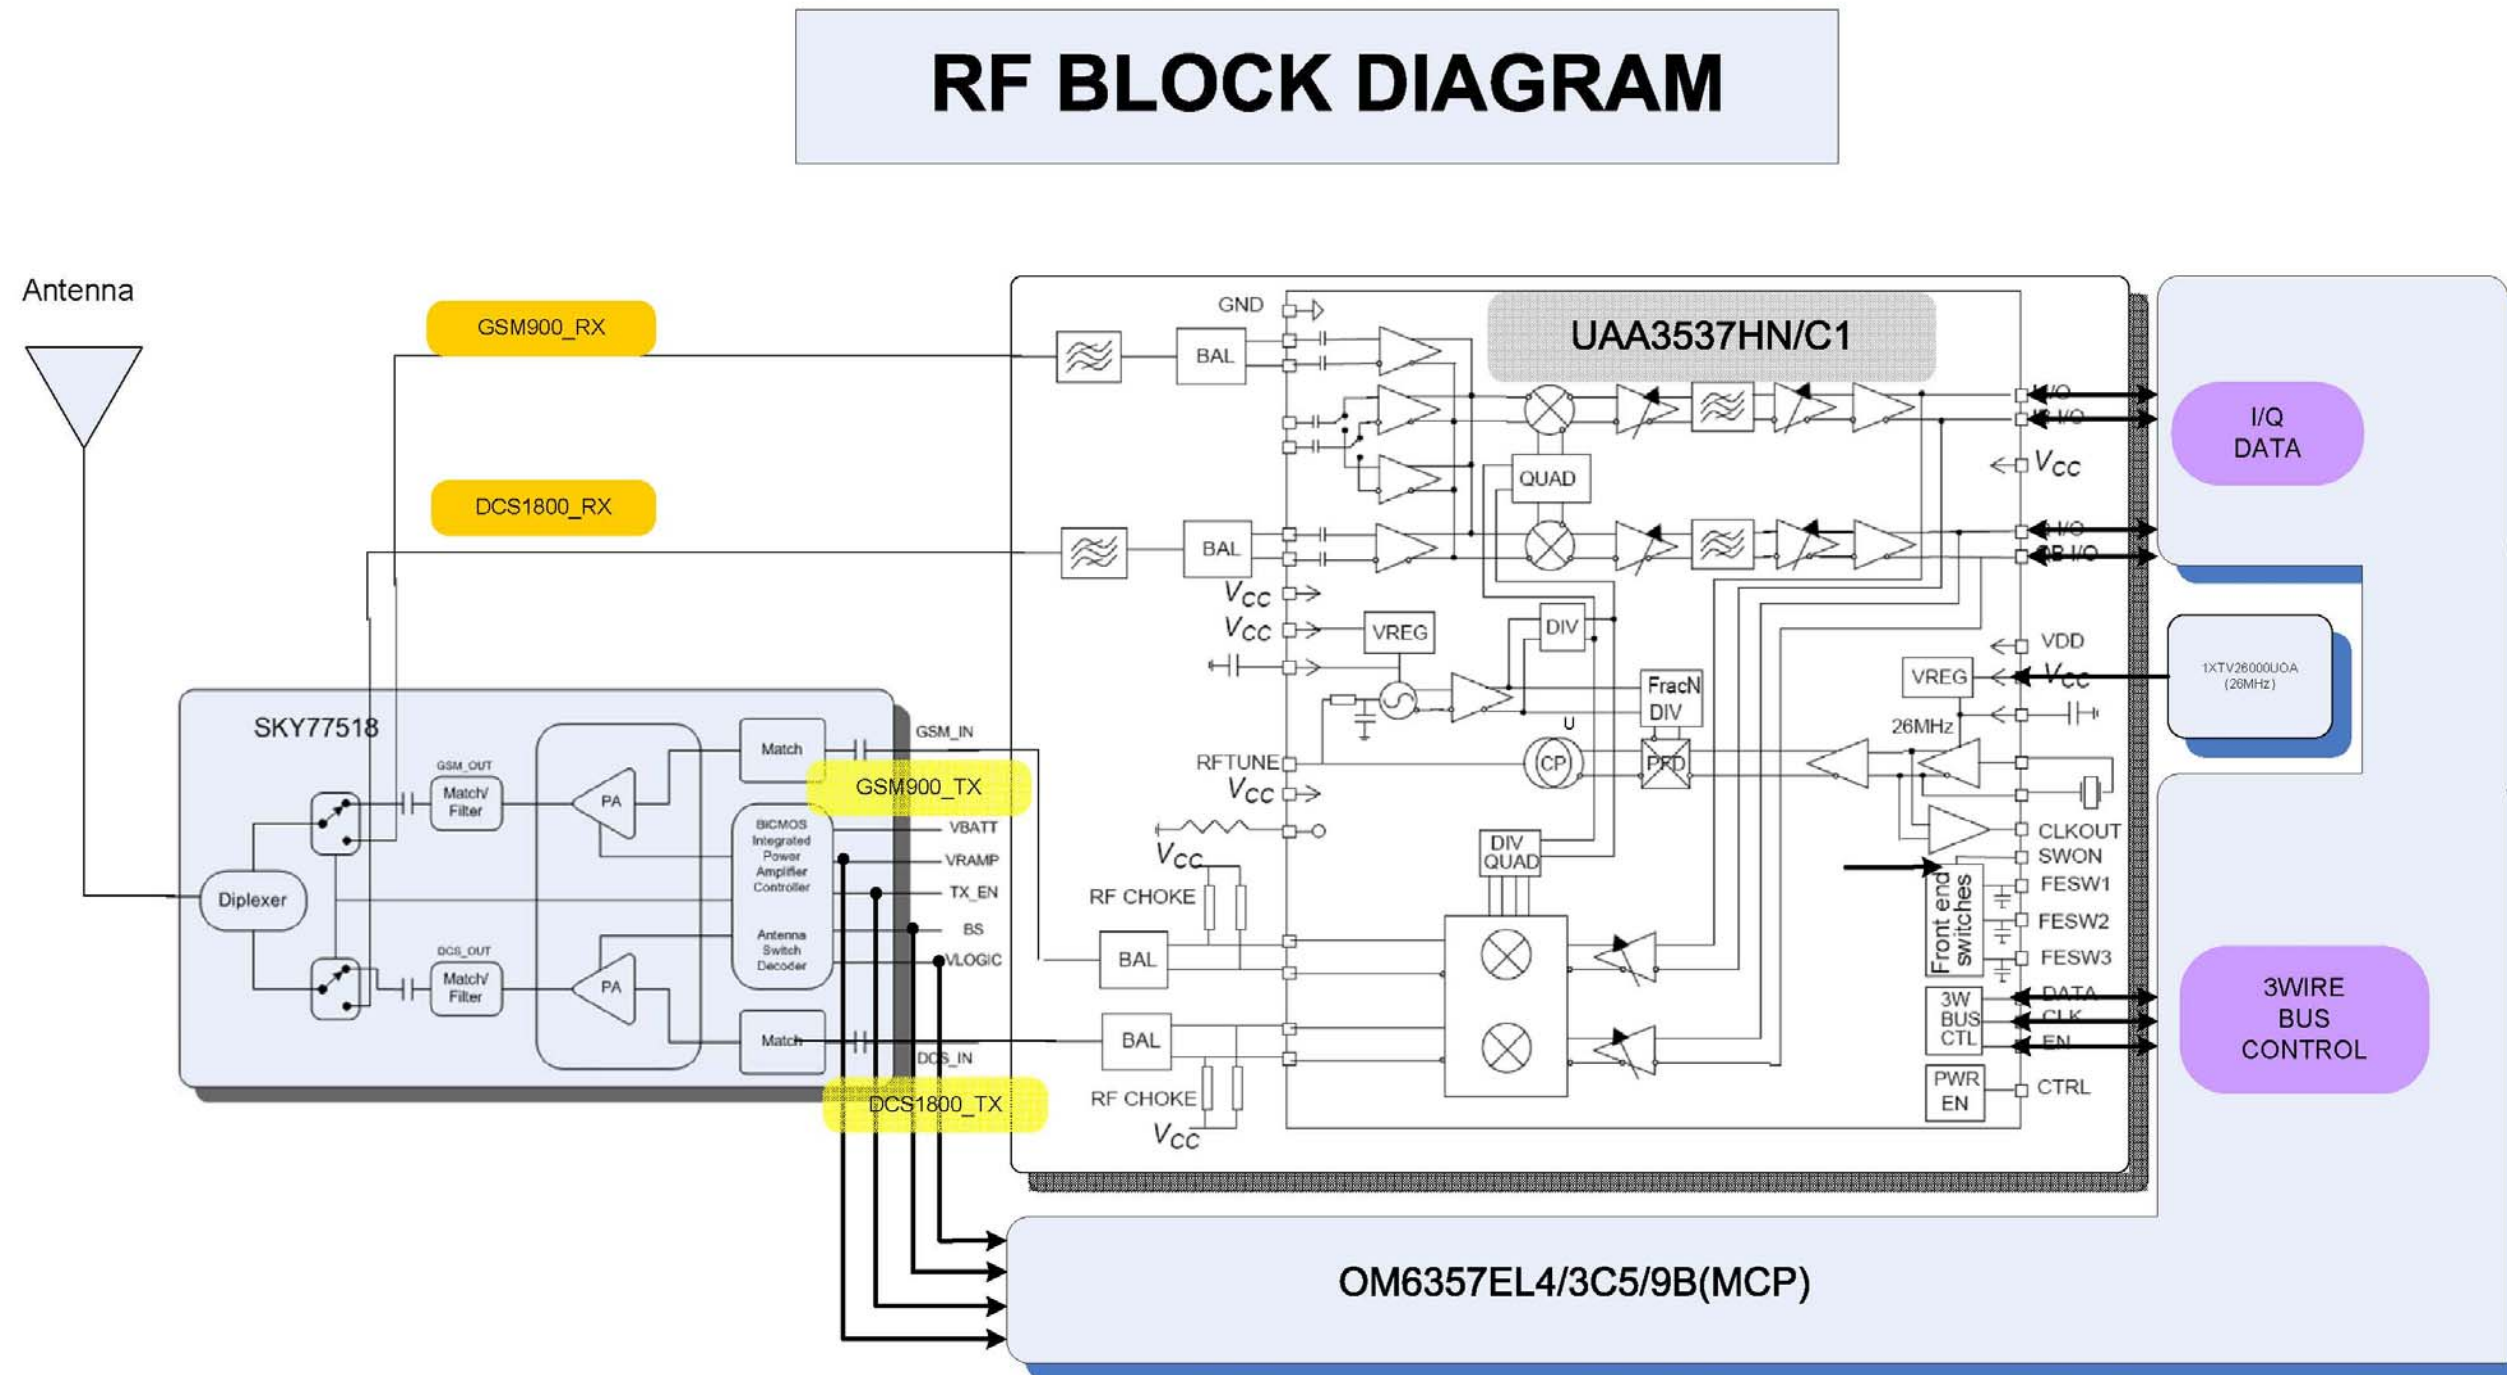 RF BLOCK DIAGRAM
Antenna
GSM900_RX
DCS1800_RX
GND
BAL
UAA3537HN/C1
I/Q
DATA
VCC
QUAD
BAL
VCC
VCC
VREG
DIV
VDD
VREG
VCC
1XTV26000UOA
(26MHz)
FracN
DIV
26MHz
U
RFTUNE
CP
PFD
VCC
SKY77518
GSM_IN
Match
GSM_OUT
Match/
Filter
PA
GSM900_TX
BiCMOS
Integrated
Power
Amplifier
Controller
Antenna
Switch
Decoder
VBATT
VRAMP
TX_EN
BS
VLOGIC
Diplexer
DCS_OUT
Match/
Filter
PA
Match
DCS_IN
DCS1800_TX
VCC
RF CHOKE
BAL
BAL
RF CHOKE
VCC
DIV
QUAD
CLKOUT
SWON
FESW1
FESW2
FESW3
Front end
switches
3W
BUS
CTL
DATA
CLK
EN
PWR
EN
CTRL
3WIRE
BUS
CONTROL
OM6357EL4/3C5/9B(MCP)